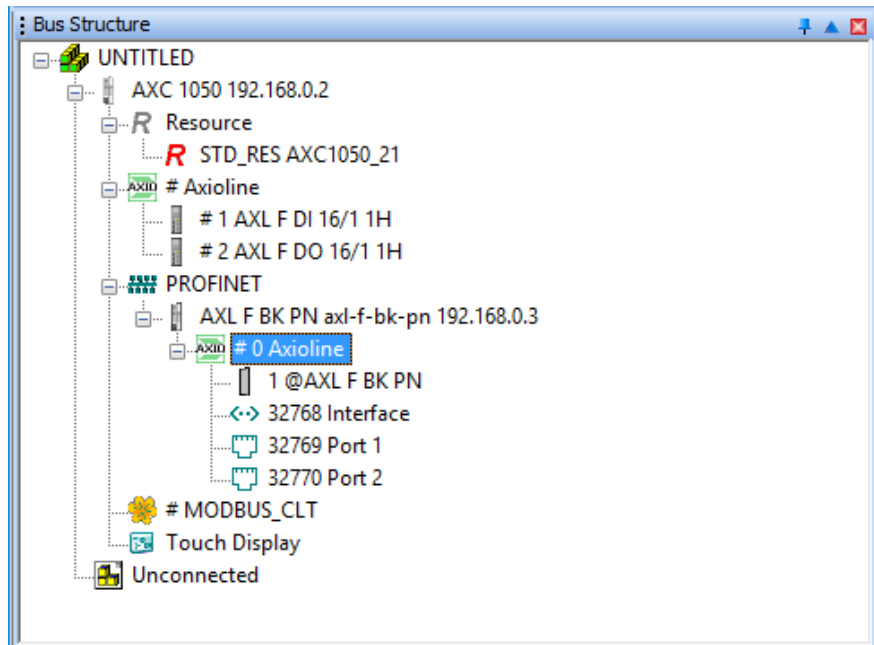 Bus Structure
UNTITLED
AXC 1050 192.168.0.2
R Resource
R STD_RES AXC1050_21
AXIO # Axioline
# 1 AXL F DI 16/1 1H
# 2 AXL F DO 16/1 1H
PROFINET
AXL F BK PN axl-f-bk-pn 192.168.0.3
AXIO # 0 Axioline
1 @AXL F BK PN
32768 Interface
32769 Port 1
32770 Port 2
# MODBUS_CLT
Touch Display
Unconnected